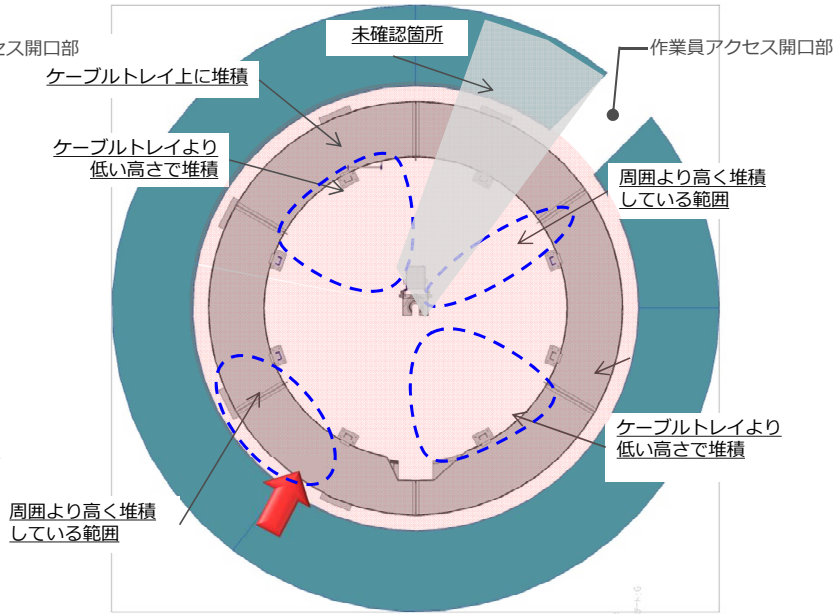 未確認箇所
セス開口部
作業員アクセス開口部
ケーブルトレイ上に堆積
ケーブルトレイより
低い高さで堆積
周囲より高く堆積
している範囲
ケーブルトレイより
低い高さで堆積
周囲より高く堆積
している範囲